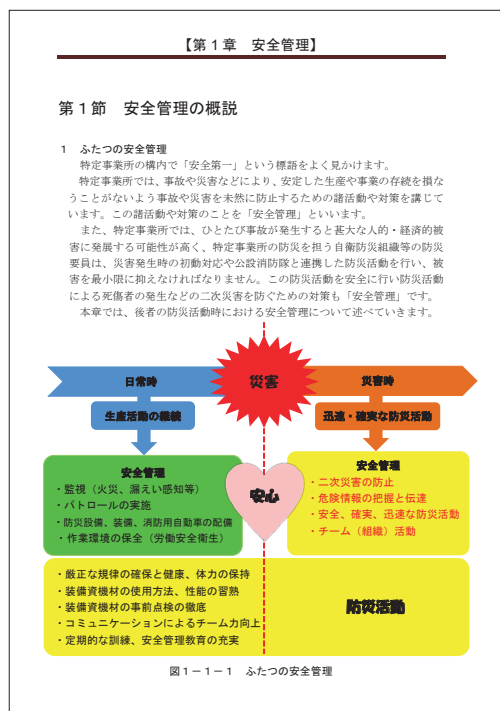 【第１章　安全管理】
第１節　安全管理の概説
１　ふたつの安全管理
特定事業所の構内で「安全第一」という標語をよく見かけます。
特定事業所では、事故や災害などにより、安定した生産や事業の存続を損な
うことがないよう事故や災害を未然に防止するための諸活動や対策を講じて
います。この諸活動や対策のことを「安全管理」といいます。
また、特定事業所では、ひとたび事故が発生すると甚大な人的・経済的被
害に発展する可能性が高く、特定事業所の防災を担う自衛防災組織等の防災
要員は、災害発生時の初動対応や公設消防隊と連携した防災活動を行い、被
害を最小限に抑えなければなりません。この防災活動を安全に行い防災活動
による死傷者の発生などの二次災害を防ぐための対策も「安全管理」です。
本章では、後者の防災活動時における安全管理について述べていきます。
日常時
災害
災害時
生産活動の継続
迅速・確実な防災活動
安全管理
・監視（火災、漏えい感知等）
・パトロールの実施
・防災設備、装備、消防用自動車の配備
・作業環境の保全（労働安全衛生）
安心
安全管理
・二次災害の防止
・危険情報の把握と伝達
・安全、確実、迅速な防災活動
・チーム（組織）活動
・厳正な規律の確保と健康、体力の保持
・装備資機材の使用方法、性能の習熟
・装備資機材の事前点検の徹底
・コミュニケーションによるチーム力向上
・定期的な訓練、安全管理教育の充実
防災活動
図１－１－１　ふたつの安全管理